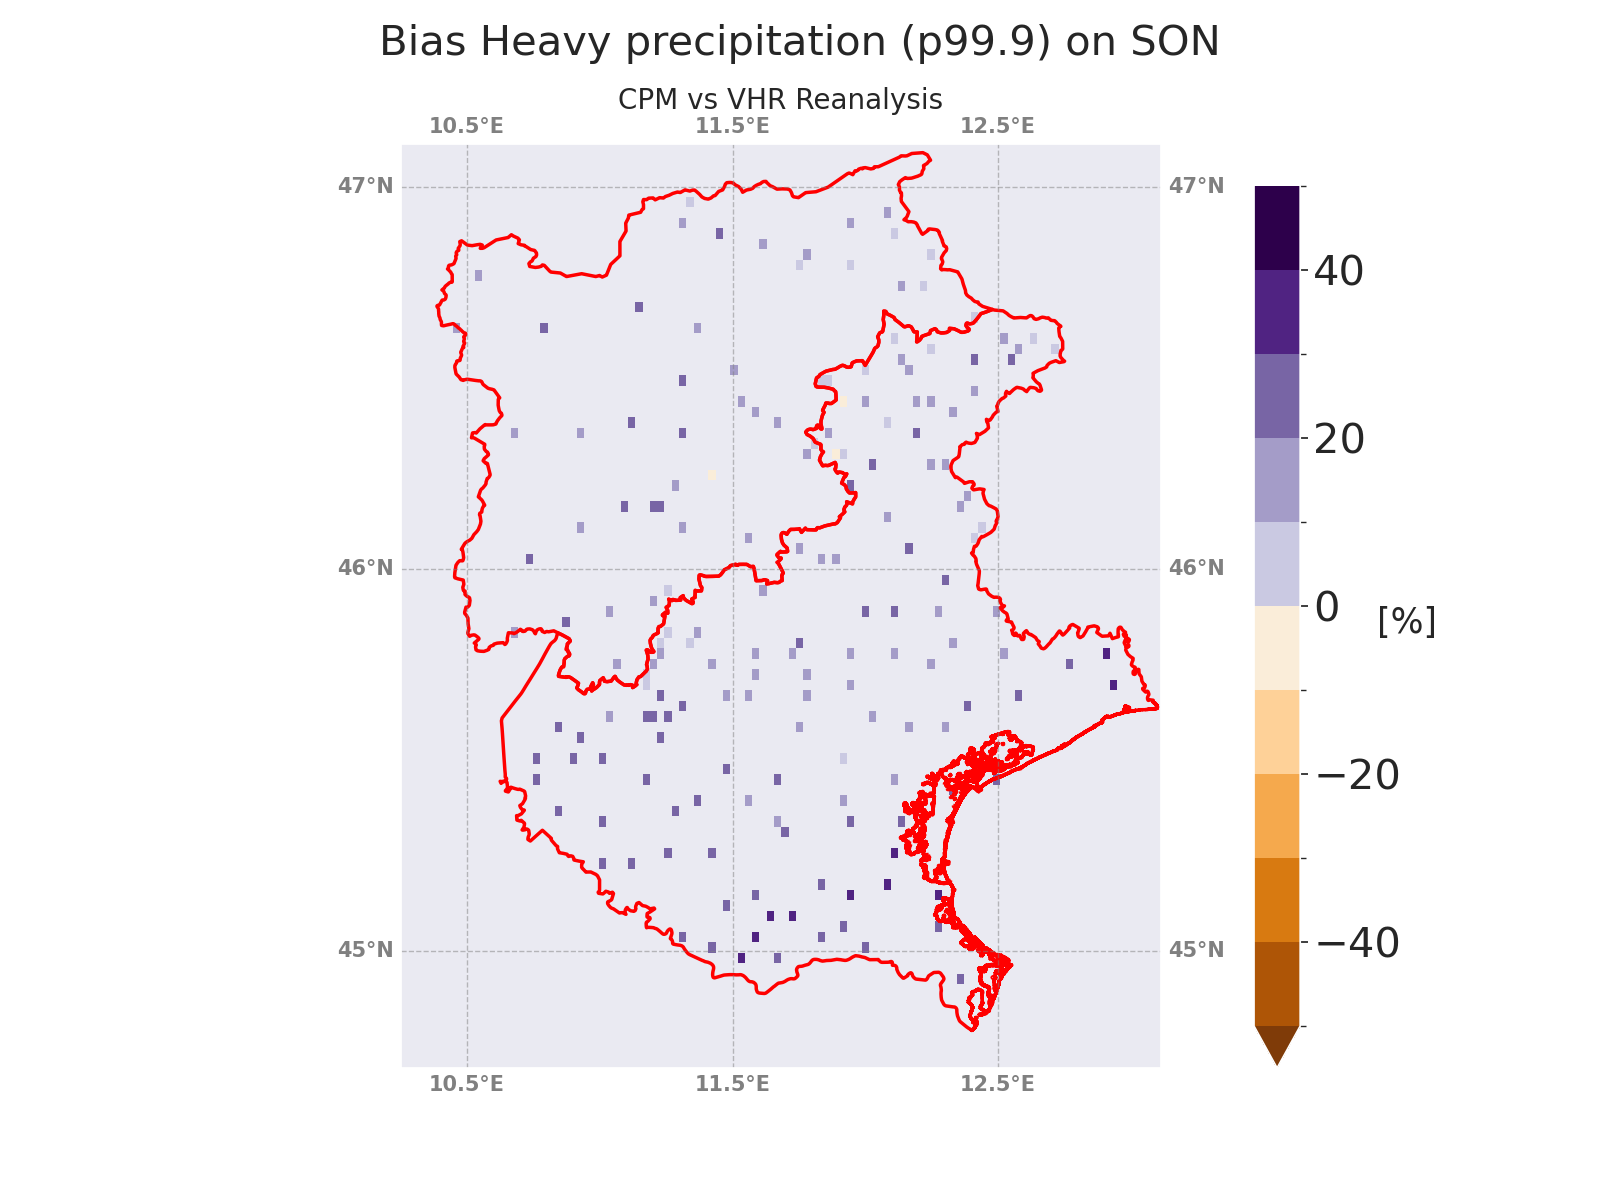 Bias Heavy precipitation (p99.9) on SON
CPM vs VHR Reanalysis
10.5°E 11.5°E 12.5°E
47°N 47°N
40
20
46°N 46°N
0 [%]
−20
−40
45°N 45°N
10.5°E 11.5°E 12.5°E